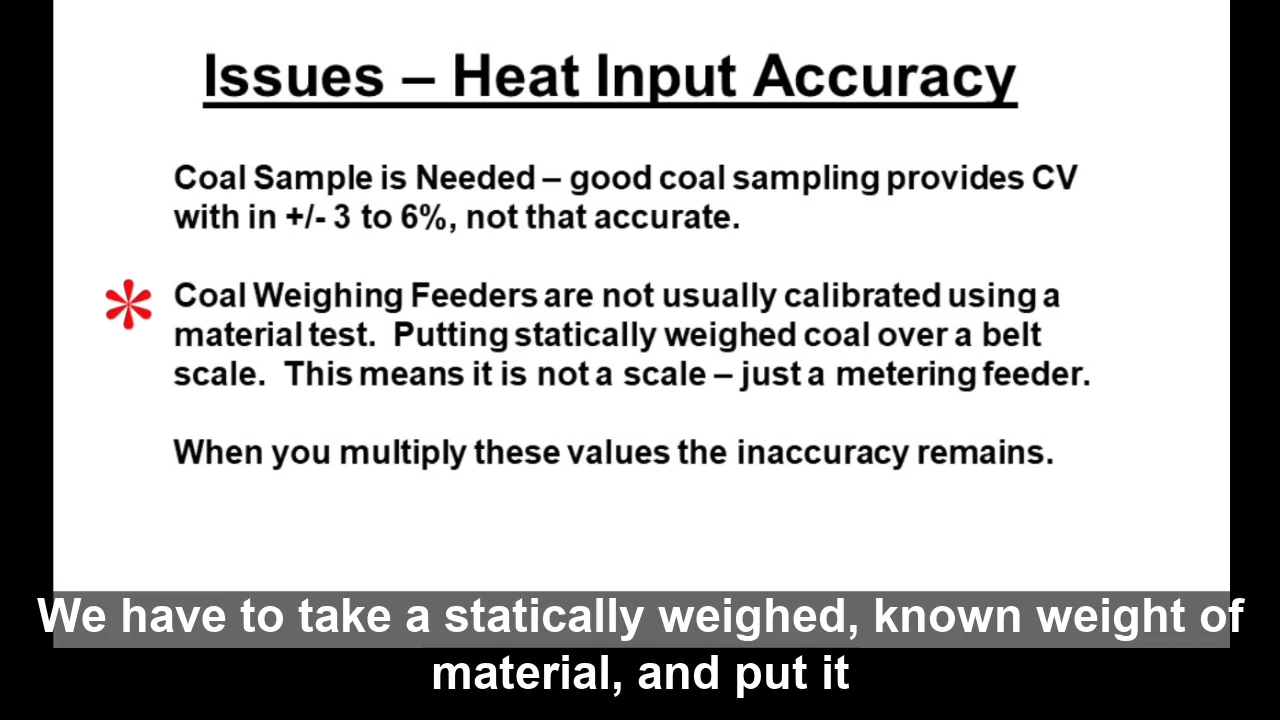 Issues – Heat Input Accuracy
Coal Sample is Needed – good coal sampling provides CV
with in +/- 3 to 6%, not that accurate.
* Coal Weighing Feeders are not usually calibrated using a
material test.  Putting statically weighed coal over a belt
scale.  This means it is not a scale – just a metering feeder.
When you multiply these values the inaccuracy remains.
We have to take a statically weighed, known weight of
material, and put it